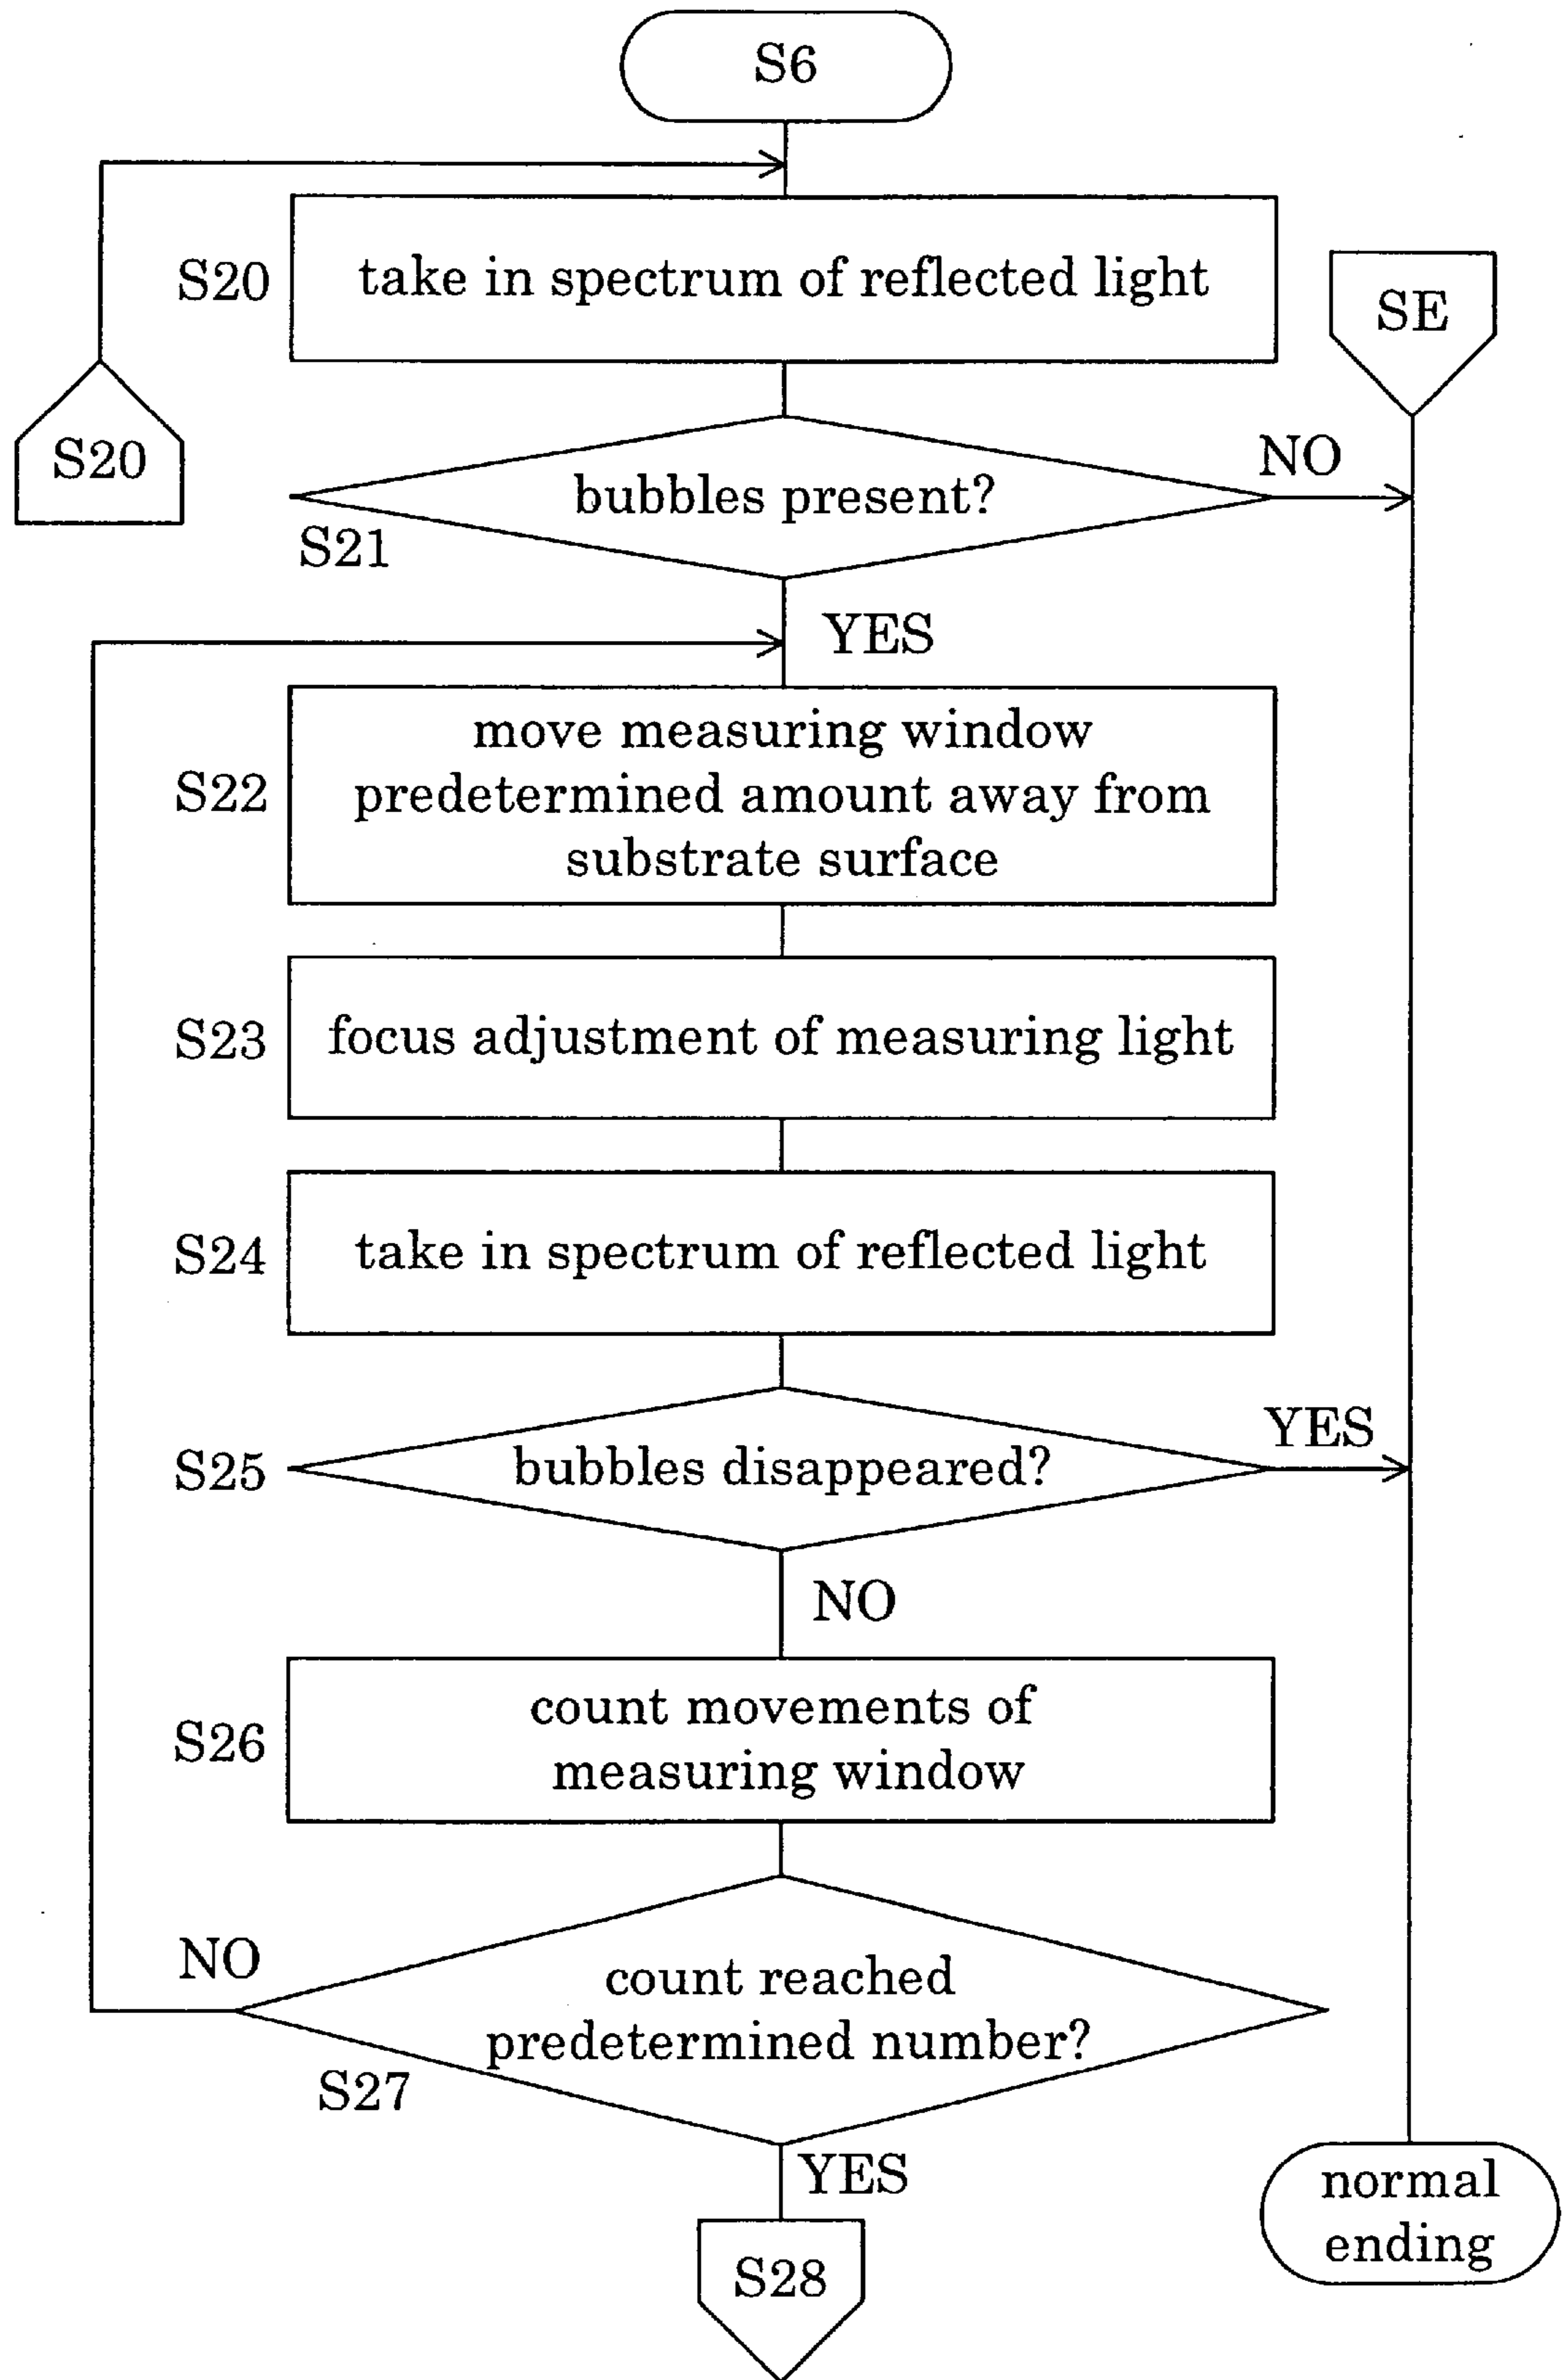 S6
S20
take in spectrum of reflected light
SE
S20
bubbles present?
NO
S21
YES
S22
move measuring window
predetermined amount away from
substrate surface
S23
focus adjustment of measuring light
S24
take in spectrum of reflected light
S25
bubbles disappeared?
YES
NO
S26
count movements of
measuring window
NO
count reached
predetermined number?
S27
YES
S28
normal
ending